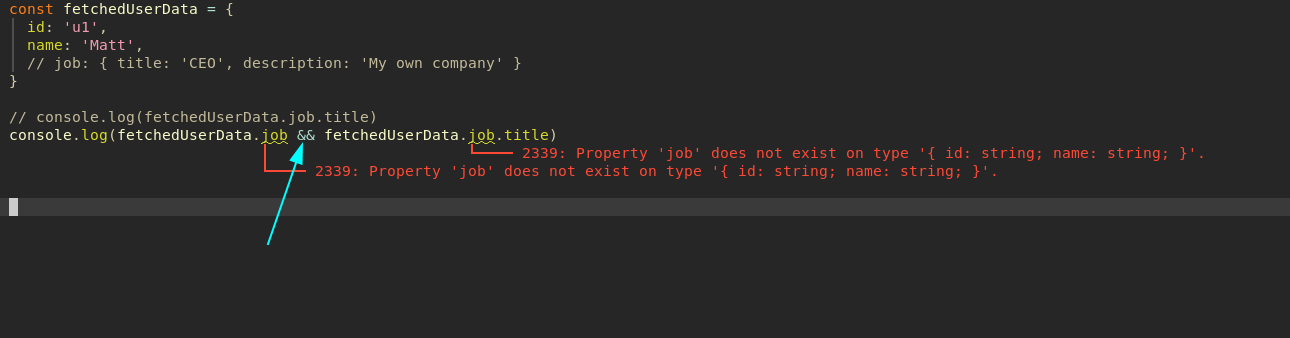 const fetchedUserData = {
  id: 'u1',
  name: 'Matt',
  // job: { title: 'CEO', description: 'My own company' }
}
// console.log(fetchedUserData.job.title)
console.log(fetchedUserData.job && fetchedUserData.job.title)
2339: Property 'job' does not exist on type '{ id: string; name: string; }'.
2339: Property 'job' does not exist on type '{ id: string; name: string; }'.